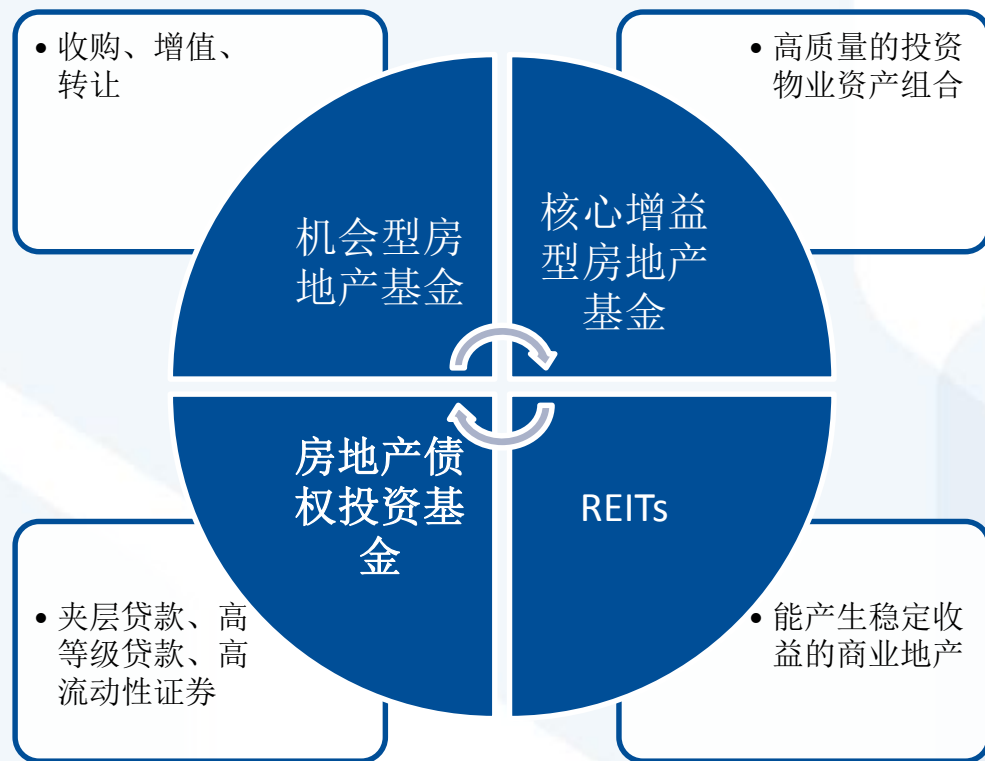 • 收购、增值、
转让
• 高质量的投资
物业资产组合
机会型房
地产基金
核心增益
型房地产
基金
房地产债
权投资基
金
REITs
• 夹层贷款、高
等级贷款、高
流动性证券
• 能产生稳定收
益的商业地产